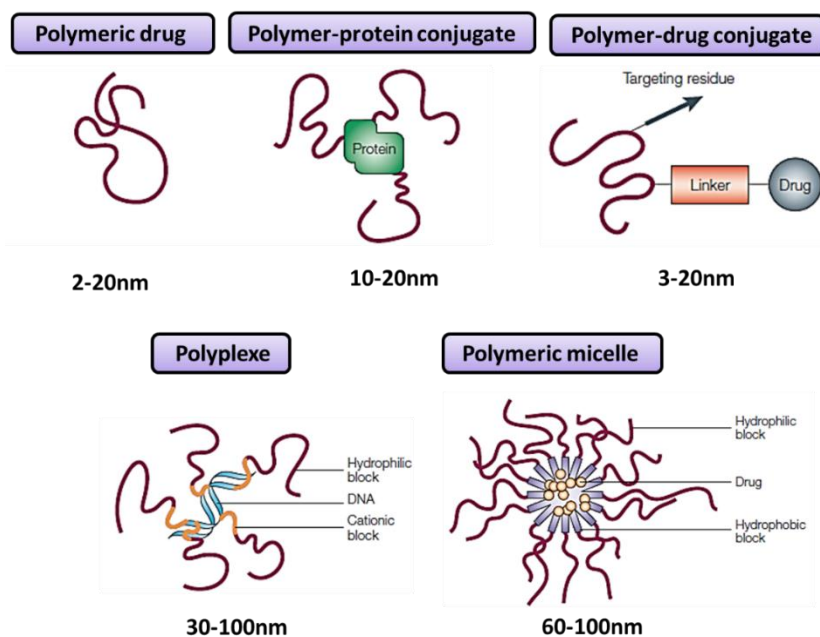 Polymeric drug
Polymer-protein conjugate
Polymer-drug conjugate
Targeting residue
Protein
Linker
Drug
2-20nm
10-20nm
3-20nm
Polyplexe
Polymeric micelle
Hydrophilic
block
DNA
Cationic
block
Hydrophilic
block
Drug
Hydrophobic
block
30-100nm
60-100nm